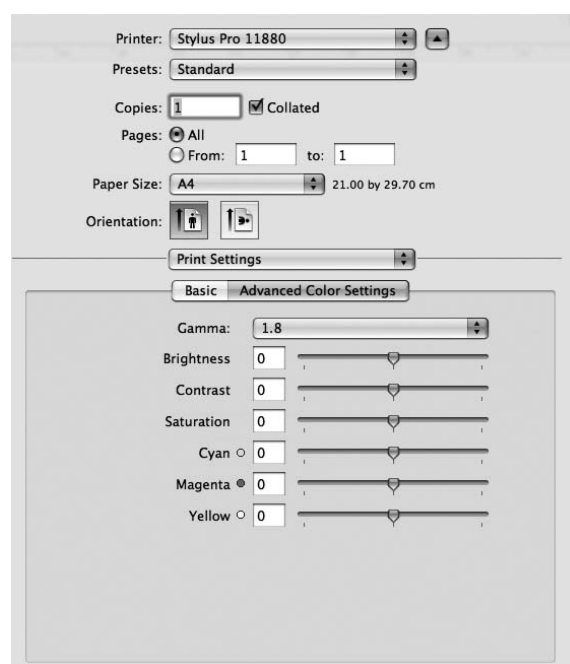 Printer: Stylus Pro 11880
Presets: Standard
Copies: 1 Collated
Pages: All
From: 1 to: 1
Paper Size: A4 21.00 by 29.70 cm
Orientation:
Print Settings
Basic Advanced Color Settings
Gamma: 1.8
Brightness 0
Contrast 0
Saturation 0
Cyan 0
Magenta 0
Yellow 0